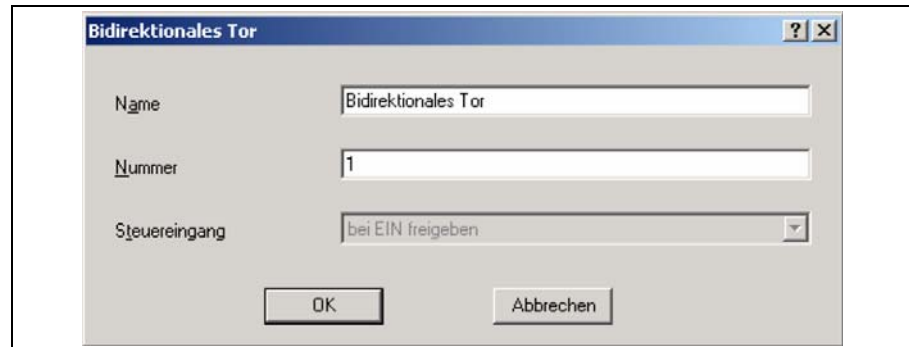 Bidirektionales Tor
Name Bidirektionales Tor
Nummer 1
Steuereingang bei EIN freigeben
OK Abbrechen